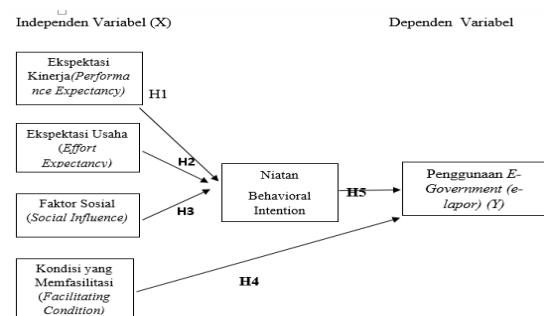 Independen Variabel (X)
Dependen Variabel
Ekspektasi
Kinerja(Performa
nce Expectancy)
H1
Ekspektasi Usaha
(Effort
Expectancy)
H2
Faktor Sosial
(Social Influence)
H3
Niatan
Behavioral
Intention
H5
Penggunaan E-
Government (e-
lapor) (Y)
Kondisi yang
Memfasilitasi
(Facilitating
Condition)
H4